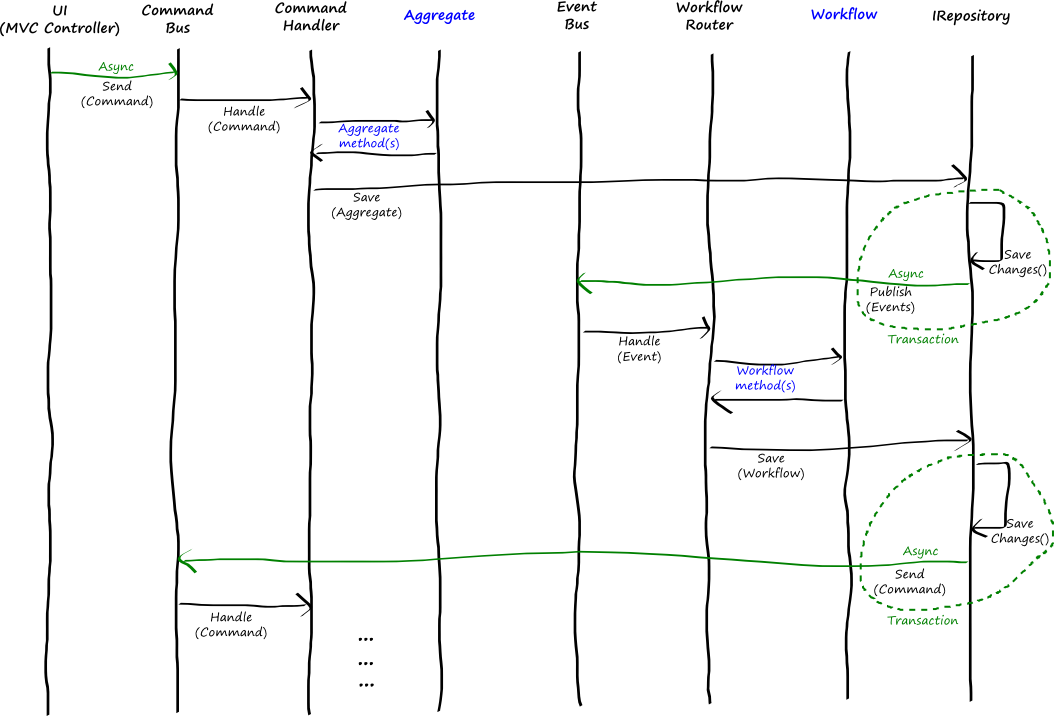 UI
(MVC Controller)
Command
Bus
Command
Handler
Aggregate
Event
Bus
Workflow
Router
Workflow
IRepository
Async
Send
(Command)
Handle
(Command)
Aggregate
method(s)
Save
(Aggregate)
Save
Changes()
Async
Publish
(Events)
Transaction
Handle
(Event)
Workflow
method(s)
Save
(Workflow)
Save
Changes()
Async
Send
(Command)
Transaction
Handle
(Command)
...
...
...